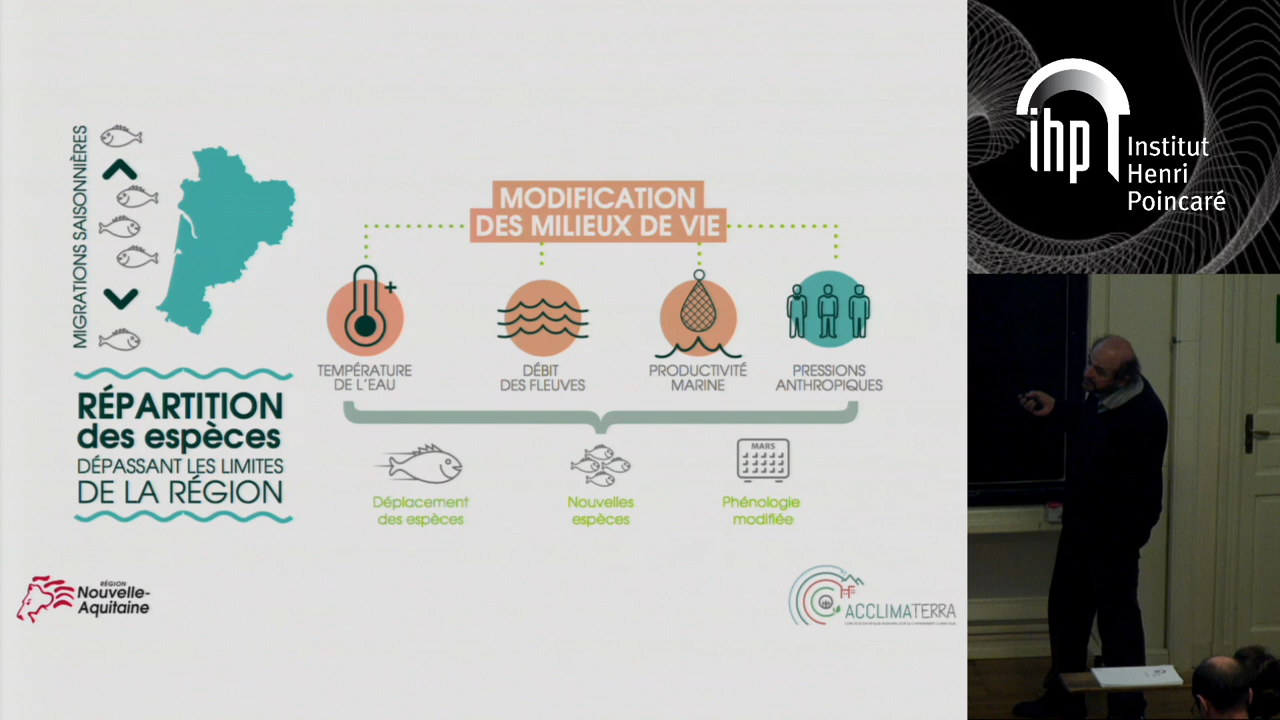 MIGRATIONS SAISONNIÈRES
RÉPARTITION
des espèces
DÉPASSANT LES LIMITES
DE LA RÉGION
MODIFICATION
DES MILIEUX DE VIE
TEMPÉRATURE
DE L'EAU
DÉBIT
DES FLEUVES
PRODUCTIVITÉ
MARINE
PRESSIONS
ANTHROPIQUES
MARS
Déplacement
des espèces
Nouvelles
espèces
Phénologie
modifiée
RÉGION
Nouvelle-
Aquitaine
ACCLIMATERRA
ihp
Institut
Henri
Poincaré